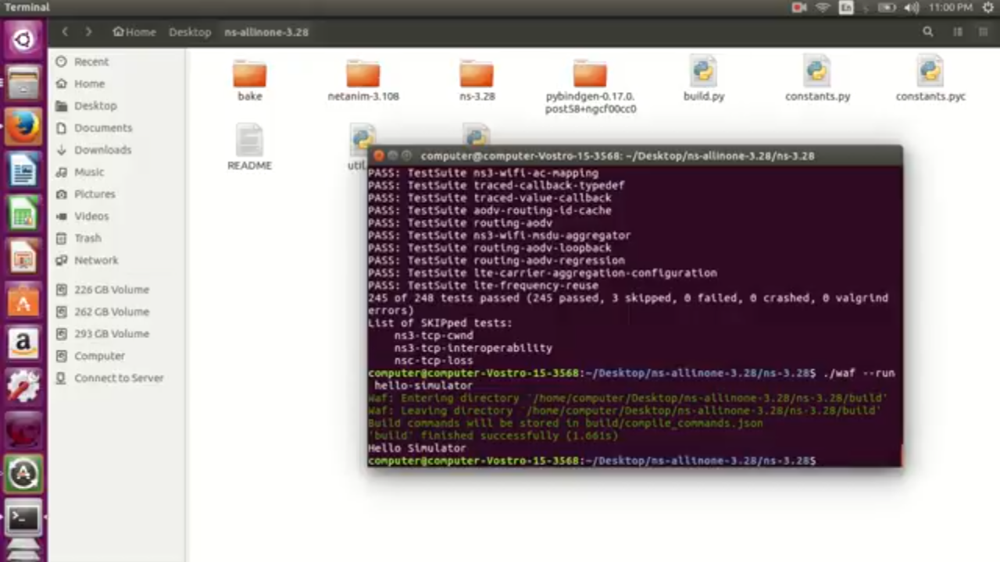 Terminal
En
11:00 PM
Home
Desktop
ns-allinone-3.28
Recent
Home
Desktop
Documents
Downloads
Music
Pictures
Videos
Trash
Network
226 GB Volume
262 GB Volume
293 GB Volume
Computer
Connect to Server
bake
netanim-3.108
ns-3.28
pybindgen-0.17.0.
post58+ngcf00cc0
build.py
constants.py
constants.pyc
README
util
computer@computer-Vostro-15-3568: ~/Desktop/ns-allinone-3.28/ns-3.28
PASS: TestSuite ns3-wifi-ac-mapping
PASS: TestSuite traced-callback-typedef
PASS: TestSuite traced-value-callback
PASS: TestSuite aodv-routing-id-cache
PASS: TestSuite routing-aodv
PASS: TestSuite ns3-wifi-msdu-aggregator
PASS: TestSuite routing-aodv-loopback
PASS: TestSuite routing-aodv-regression
PASS: TestSuite lte-carrier-aggregation-configuration
PASS: TestSuite lte-frequency-reuse
245 of 248 tests passed (245 passed, 3 skipped, 0 failed, 0 crashed, 0 valgrind
errors)
List of SKIPped tests:
ns3-tcp-cwnd
ns3-tcp-interoperability
nsc-tcp-loss
computer@computer-Vostro-15-3568:~/Desktop/ns-allinone-3.28/ns-3.28$ ./waf --run
hello-simulator
Waf: Entering directory `/home/computer/Desktop/ns-allinone-3.28/ns-3.28/build'
Waf: Leaving directory `/home/computer/Desktop/ns-allinone-3.28/ns-3.28/build'
Build commands will be stored in build/compile_commands.json
'build' finished successfully (1.661s)
Hello Simulator
computer@computer-Vostro-15-3568:~/Desktop/ns-allinone-3.28/ns-3.28$